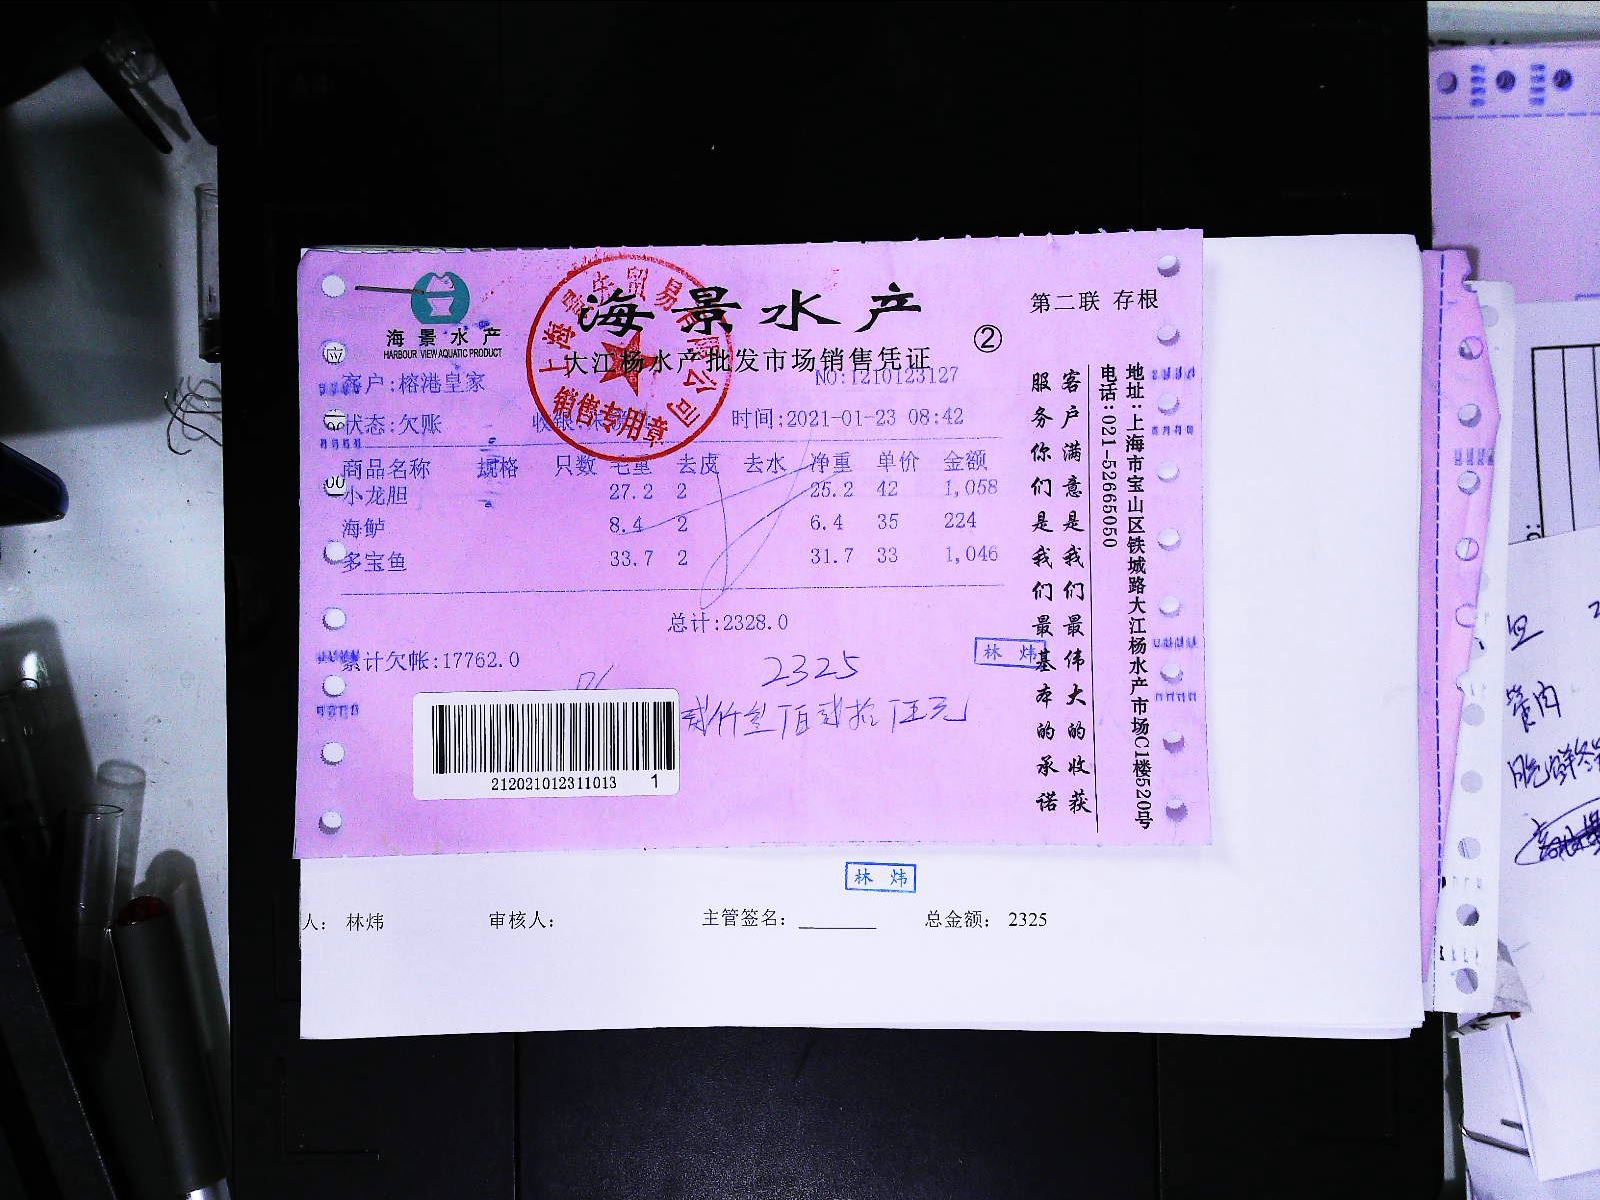 海景水产
HARBOUR VIEW AQUATIC PRODUCT
海景水产
大江杨水产批发市场销售凭证
②
第二联 存根
客户:榕港皇家
NO:1210123127
状态:欠账
收银:
时间:2021-01-23 08:42
商品名称 规格 只数 毛重 去皮 去水 净重 单价 金额
小龙胆 27.2 2 25.2 42 1,058
海鲈 8.4 2 6.4 35 224
多宝鱼 33.7 2 31.7 33 1,046
总计:2328.0
累计欠帐:17762.0
2325
林炜
贰仟叁佰贰拾伍元
212021012311013 1
销售专用章
客户满意是我们最伟大的收获
服务你们是我们最基本的承诺
地址:上海市宝山区铁城路大江杨水产市场C1楼520号
电话:021-52665050
林炜
人: 林炜 审核人: 主管签名: 总金额: 2325